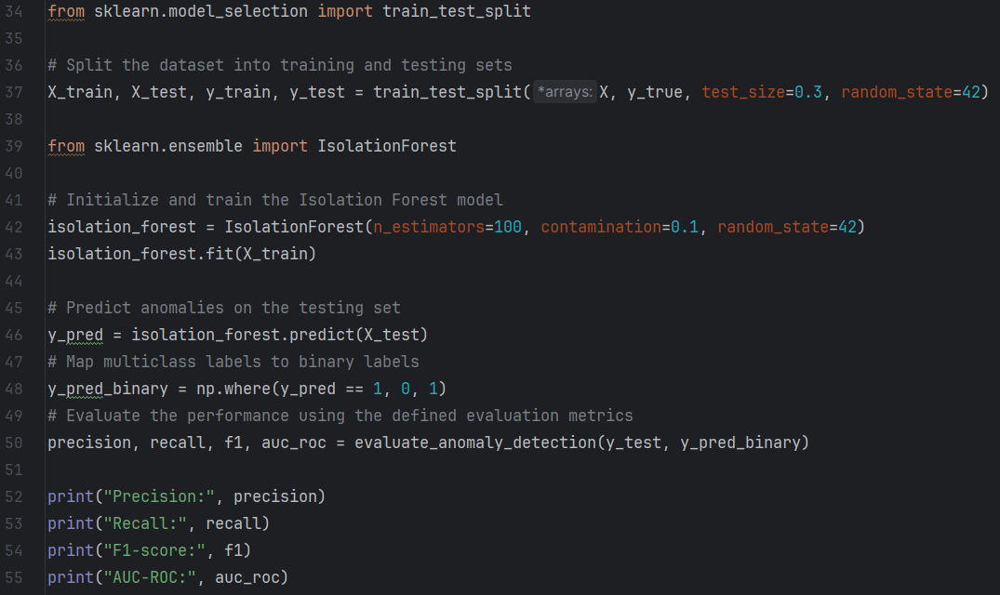 34 from sklearn.model_selection import train_test_split
35
36 # Split the dataset into training and testing sets
37 X_train, X_test, y_train, y_test = train_test_split(*arrays: X, y_true, test_size=0.3, random_state=42)
38
39 from sklearn.ensemble import IsolationForest
40
41 # Initialize and train the Isolation Forest model
42 isolation_forest = IsolationForest(n_estimators=100, contamination=0.1, random_state=42)
43 isolation_forest.fit(X_train)
44
45 # Predict anomalies on the testing set
46 y_pred = isolation_forest.predict(X_test)
47 # Map multiclass labels to binary labels
48 y_pred_binary = np.where(y_pred == 1, 0, 1)
49 # Evaluate the performance using the defined evaluation metrics
50 precision, recall, f1, auc_roc = evaluate_anomaly_detection(y_test, y_pred_binary)
51
52 print("Precision:", precision)
53 print("Recall:", recall)
54 print("F1-score:", f1)
55 print("AUC-ROC:", auc_roc)